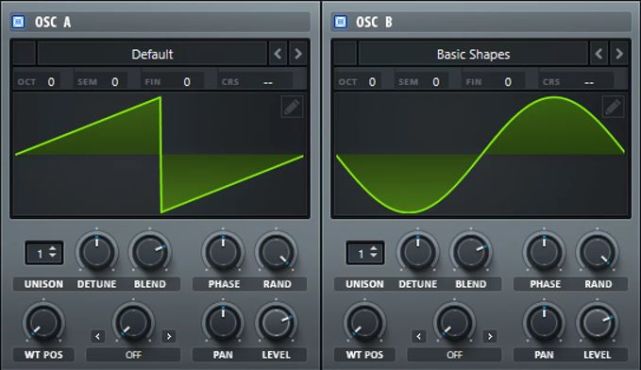 OSC A
Default
OCT 0 SEM 0 FIN 0 CRS --
1
UNISON DETUNE BLEND PHASE RAND
WT POS OFF PAN LEVEL
OSC B
Basic Shapes
OCT 0 SEM 0 FIN 0 CRS --
1
UNISON DETUNE BLEND PHASE RAND
WT POS OFF PAN LEVEL